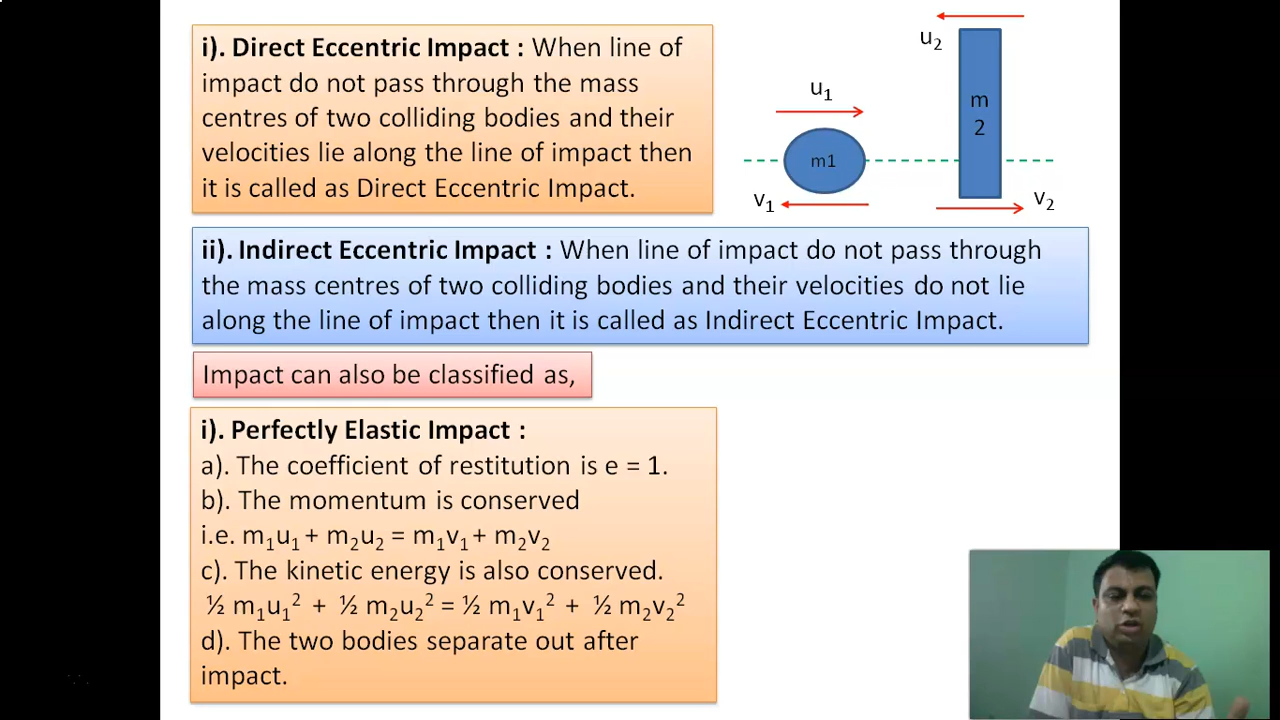 i). Direct Eccentric Impact : When line of
impact do not pass through the mass
centres of two colliding bodies and their
velocities lie along the line of impact then
it is called as Direct Eccentric Impact.
u₂
u₁
m
2
m1
v₁
v₂
ii). Indirect Eccentric Impact : When line of impact do not pass through
the mass centres of two colliding bodies and their velocities do not lie
along the line of impact then it is called as Indirect Eccentric Impact.
Impact can also be classified as,
i). Perfectly Elastic Impact :
a). The coefficient of restitution is e = 1.
b). The momentum is conserved
i.e. m₁u₁ + m₂u₂ = m₁v₁ + m₂v₂
c). The kinetic energy is also conserved.
½ m₁u₁² + ½ m₂u₂² = ½ m₁v₁² + ½ m₂v₂²
d). The two bodies separate out after
impact.